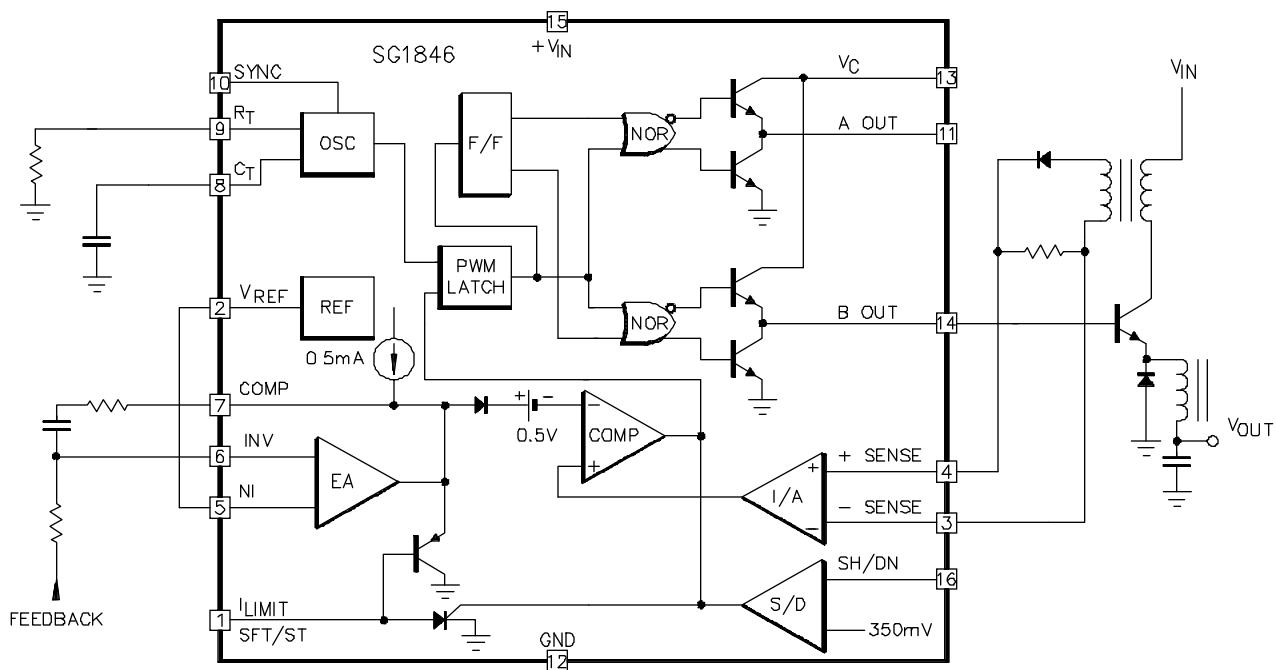 15
+VIN
SG1846
10 SYNC
VC 13
VIN
9 RT
OSC
F/F
NOR
A OUT 11
8 CT
PWM
LATCH
2 VREF
REF
NOR
B OUT 14
0.5mA
7 COMP
+ -
0.5V
-
COMP
+
VOUT
6 INV
EA
+ + SENSE 4
I/A
5 NI
- - SENSE 3
SH/DN 16
S/D
FEEDBACK
1 ILIMIT
SFT/ST
350mV
GND
12